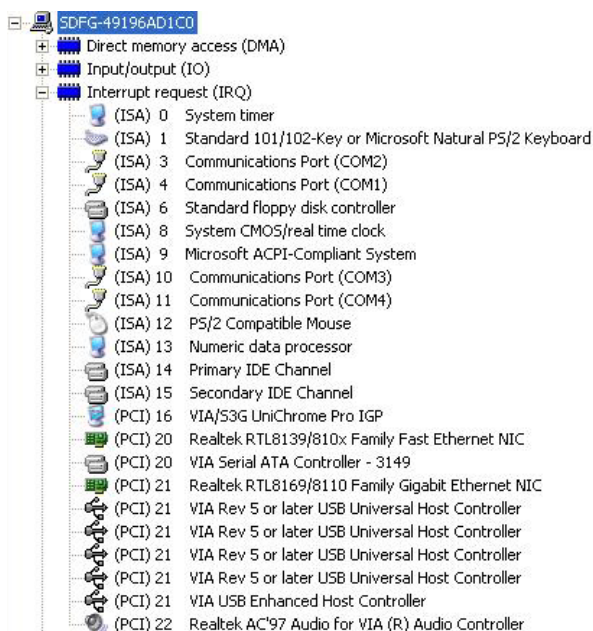 SDFG-49196AD1C0
Direct memory access (DMA)
Input/output (IO)
Interrupt request (IRQ)
(ISA) 0 System timer
(ISA) 1 Standard 101/102-Key or Microsoft Natural PS/2 Keyboard
(ISA) 3 Communications Port (COM2)
(ISA) 4 Communications Port (COM1)
(ISA) 6 Standard floppy disk controller
(ISA) 8 System CMOS/real time clock
(ISA) 9 Microsoft ACPI-Compliant System
(ISA) 10 Communications Port (COM3)
(ISA) 11 Communications Port (COM4)
(ISA) 12 PS/2 Compatible Mouse
(ISA) 13 Numeric data processor
(ISA) 14 Primary IDE Channel
(ISA) 15 Secondary IDE Channel
(PCI) 16 VIA/S3G UniChrome Pro IGP
(PCI) 20 Realtek RTL8139/810x Family Fast Ethernet NIC
(PCI) 20 VIA Serial ATA Controller - 3149
(PCI) 21 Realtek RTL8169/8110 Family Gigabit Ethernet NIC
(PCI) 21 VIA Rev 5 or later USB Universal Host Controller
(PCI) 21 VIA Rev 5 or later USB Universal Host Controller
(PCI) 21 VIA Rev 5 or later USB Universal Host Controller
(PCI) 21 VIA Rev 5 or later USB Universal Host Controller
(PCI) 21 VIA USB Enhanced Host Controller
(PCI) 22 Realtek AC'97 Audio for VIA (R) Audio Controller